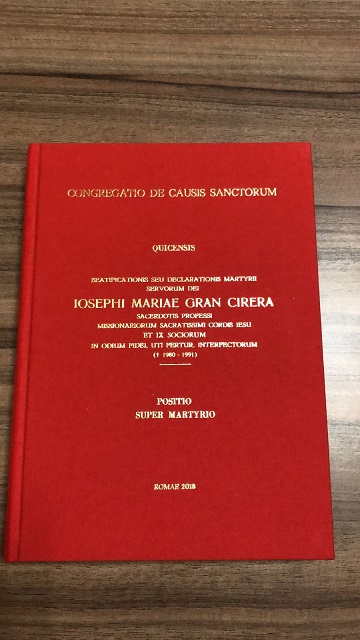 CONGREGATIO DE CAUSIS SANCTORUM
QUICENSIS
BEATIFICATIONIS SEU DECLARATIONIS MARTYRII
SERVORUM DEI
IOSEPHI MARIAE GRAN CIRERA
SACERDOTIS PROFESSI
MISSIONARIORUM SACRATISSIMI CORDIS IESU
ET IX SOCIORUM
IN ODIUM FIDEI, UTI FERTUR, INTERFECTORUM
( † 1980 - 1991)
POSITIO
SUPER MARTYRIO
ROMAE 2018